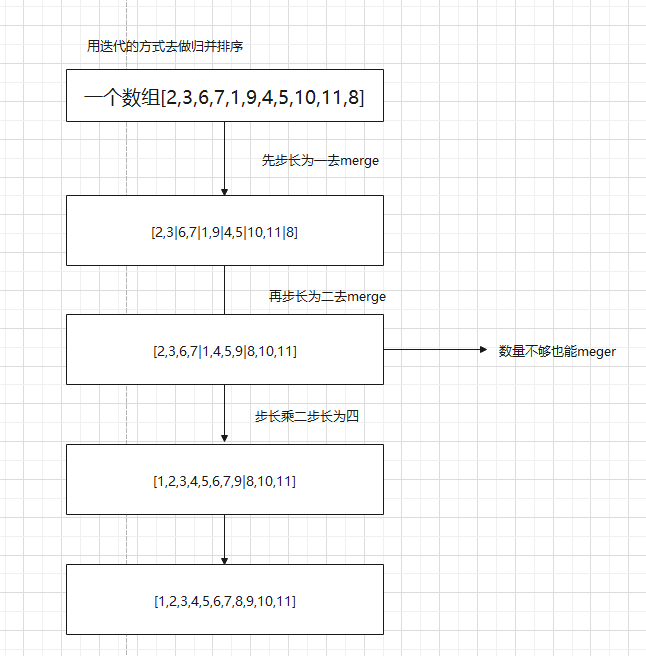 用迭代的方式去做归并排序
一个数组[2,3,6,7,1,9,4,5,10,11,8]
先步长为一去merge
[2,3|6,7|1,9|4,5|10,11|8]
再步长为二去merge
[2,3,6,7|1,4,5,9|8,10,11]
数量不够也能meger
步长乘二步长为四
[1,2,3,4,5,6,7,9|8,10,11]
[1,2,3,4,5,6,7,8,9,10,11]